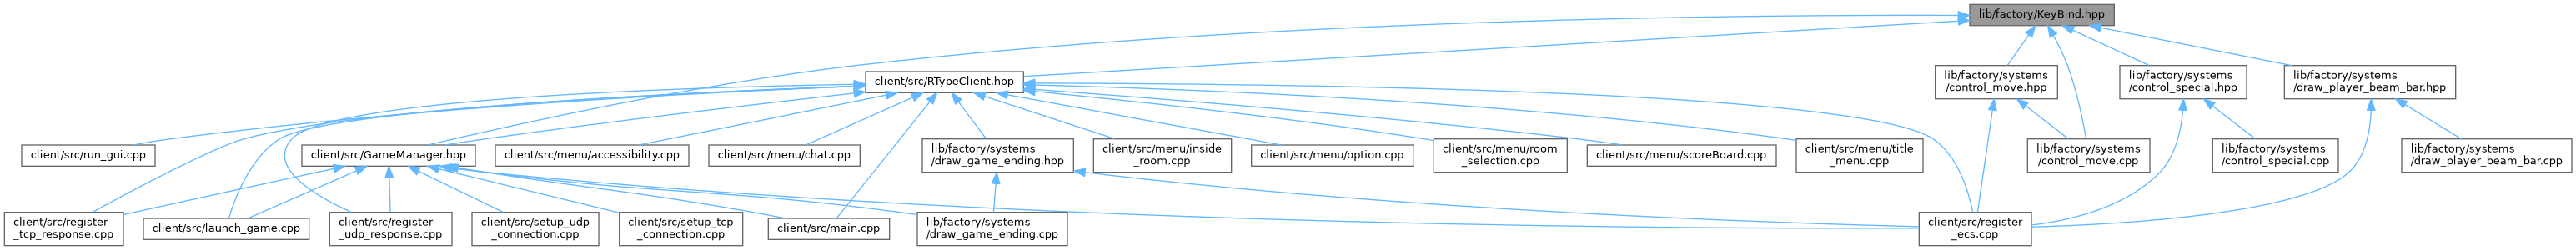 lib/factory/KeyBind.hpp
client/src/RTypeClient.hpp
lib/factory/systems
/control_move.hpp
lib/factory/systems
/control_special.hpp
lib/factory/systems
/draw_player_beam_bar.hpp
client/src/run_gui.cpp
client/src/GameManager.hpp
client/src/menu/accessibility.cpp
client/src/menu/chat.cpp
lib/factory/systems
/draw_game_ending.hpp
client/src/menu/inside
_room.cpp
client/src/menu/option.cpp
client/src/menu/room
_selection.cpp
client/src/menu/scoreBoard.cpp
client/src/menu/title
_menu.cpp
lib/factory/systems
/control_move.cpp
lib/factory/systems
/control_special.cpp
lib/factory/systems
/draw_player_beam_bar.cpp
client/src/register
_tcp_response.cpp
client/src/launch_game.cpp
client/src/register
_udp_response.cpp
client/src/setup_udp
_connection.cpp
client/src/setup_tcp
_connection.cpp
client/src/main.cpp
lib/factory/systems
/draw_game_ending.cpp
client/src/register
_ecs.cpp